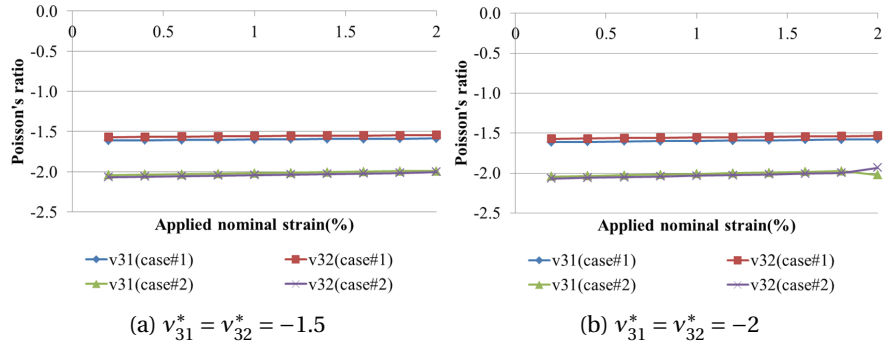 0.0
0 0.5 1 1.5 2
-0.5
-1.0
-1.5
-2.0
-2.5
Poisson's ratio
Applied nominal strain(%)
v31(case#1) v32(case#1)
v31(case#2) v32(case#2)
(a) ν*31 = ν*32 = −1.5
0.0
0 0.5 1 1.5 2
-0.5
-1.0
-1.5
-2.0
-2.5
Poisson's ratio
Applied nominal strain(%)
v31(case#1) v32(case#1)
v31(case#2) v32(case#2)
(b) ν*31 = ν*32 = −2